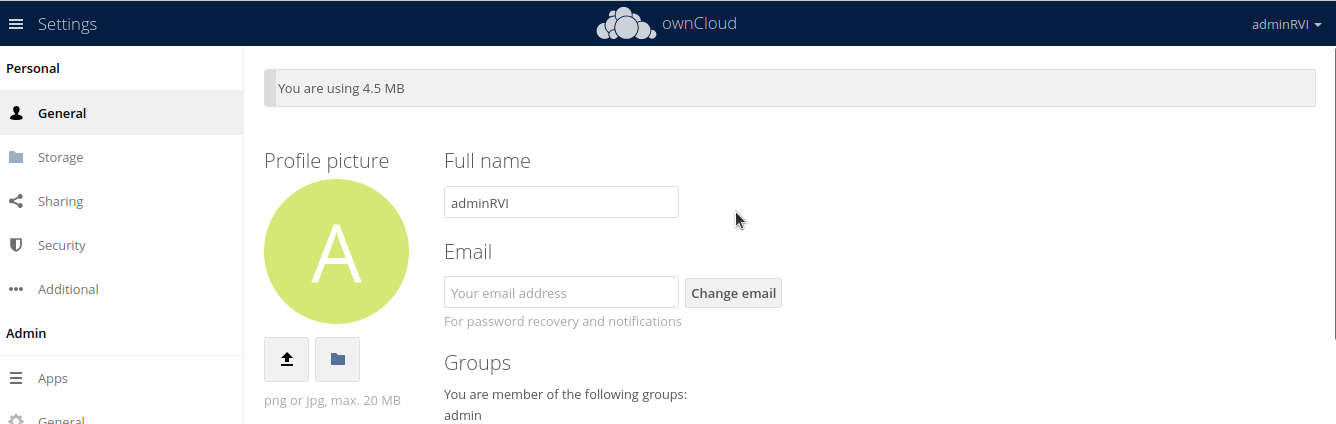 Settings
ownCloud
adminRVI
Personal
General
Storage
Sharing
Security
Additional
Admin
Apps
General
You are using 4.5 MB
Profile picture
A
png or jpg, max. 20 MB
Full name
adminRVI
Email
Your email address
Change email
For password recovery and notifications
Groups
You are member of the following groups:
admin